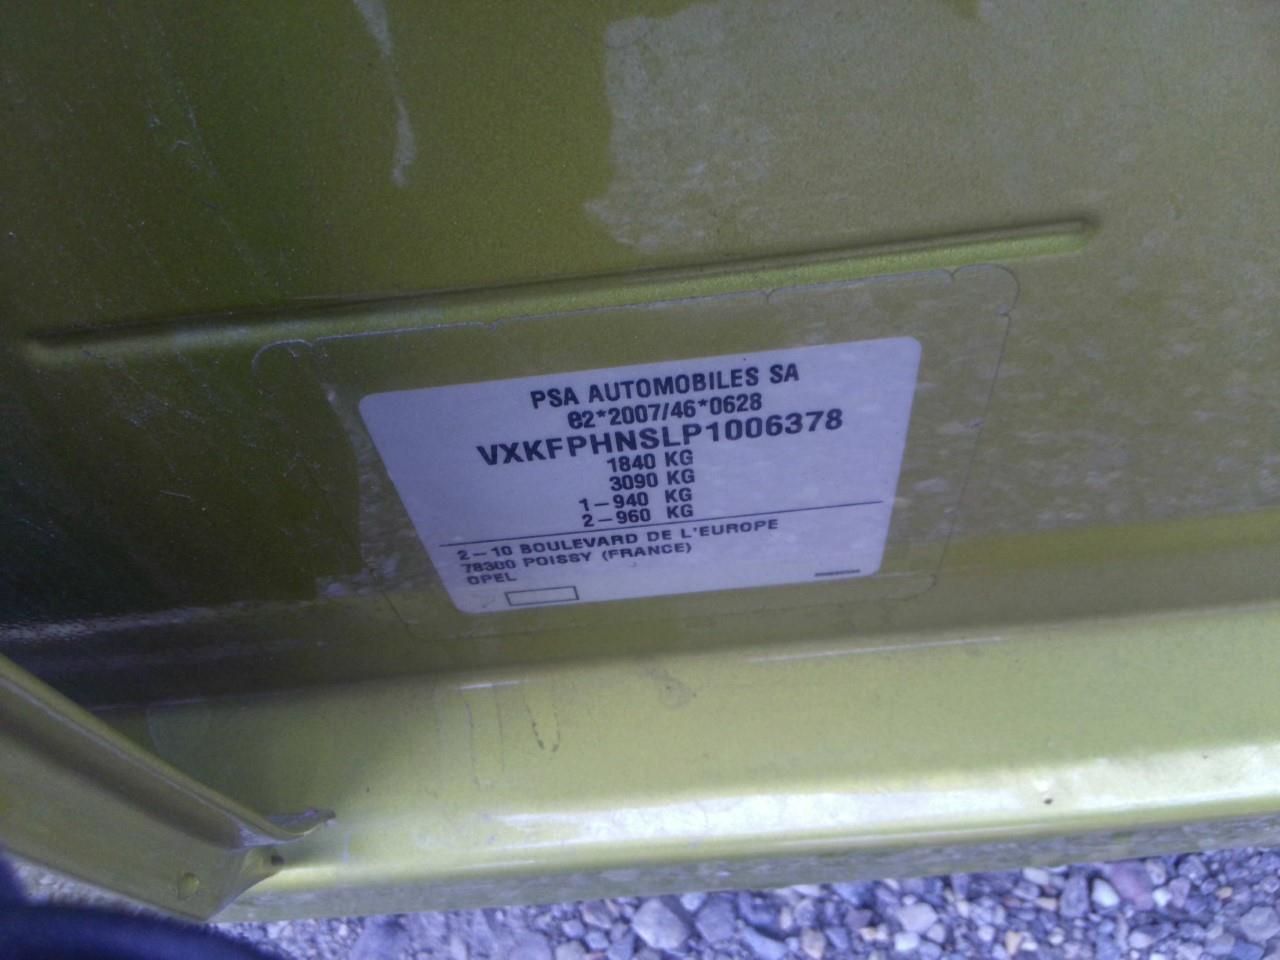 PSA AUTOMOBILES SA
e2*2007/46*0628
VXKFPHNSLP1006378
1840 KG
3090 KG
1-940 KG
2-960 KG
2-10 BOULEVARD DE L'EUROPE
78300 POISSY (FRANCE)
OPEL